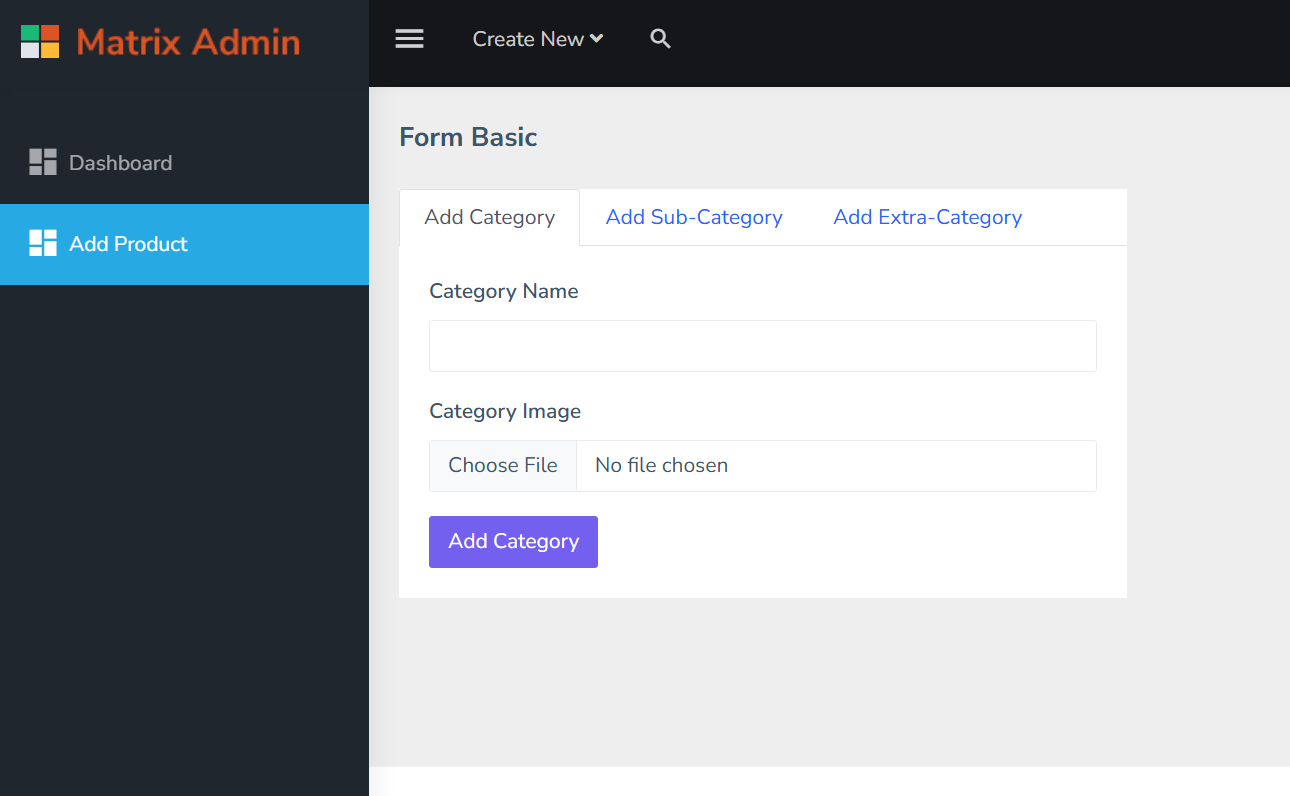 Matrix Admin
Create New
Dashboard
Add Product
Form Basic
Add Category
Add Sub-Category
Add Extra-Category
Category Name
Category Image
Choose File
No file chosen
Add Category